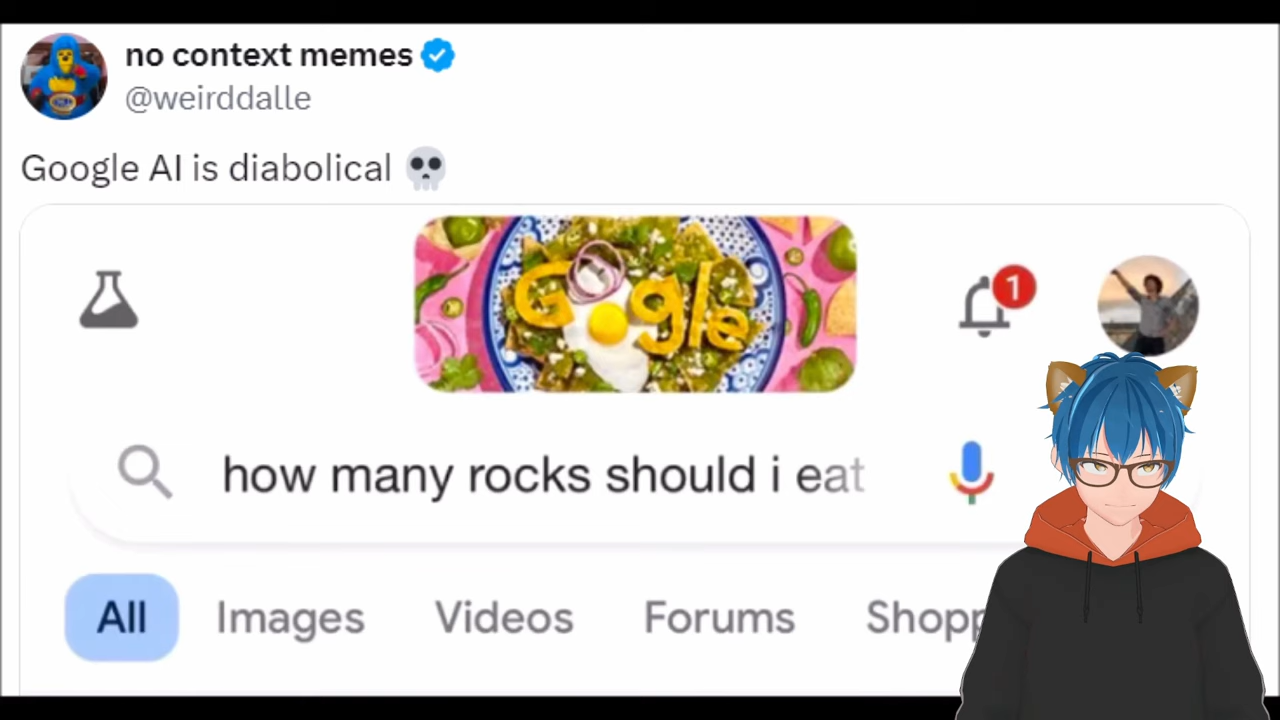 no context memes
@weirddalle
Google AI is diabolical 💀
Google
1
how many rocks should i eat
All Images Videos Forums Shopp